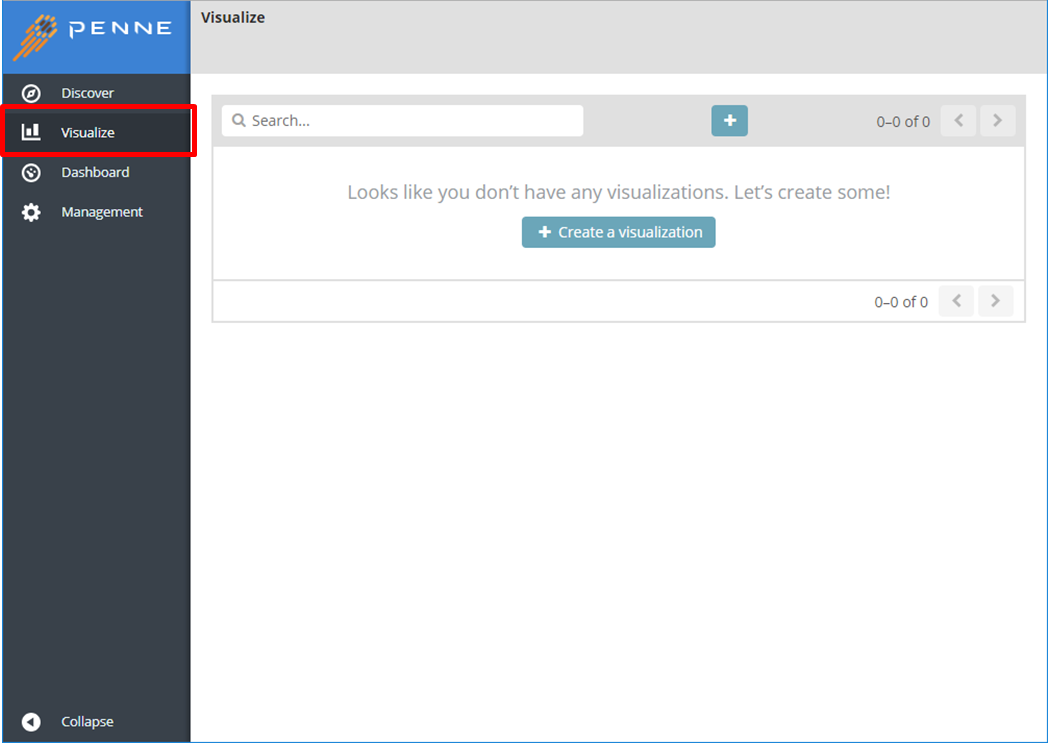 PENNE
Visualize
Discover
Visualize
Dashboard
Management
Collapse
Search...
0–0 of 0
Looks like you don’t have any visualizations. Let’s create some!
Create a visualization
0–0 of 0